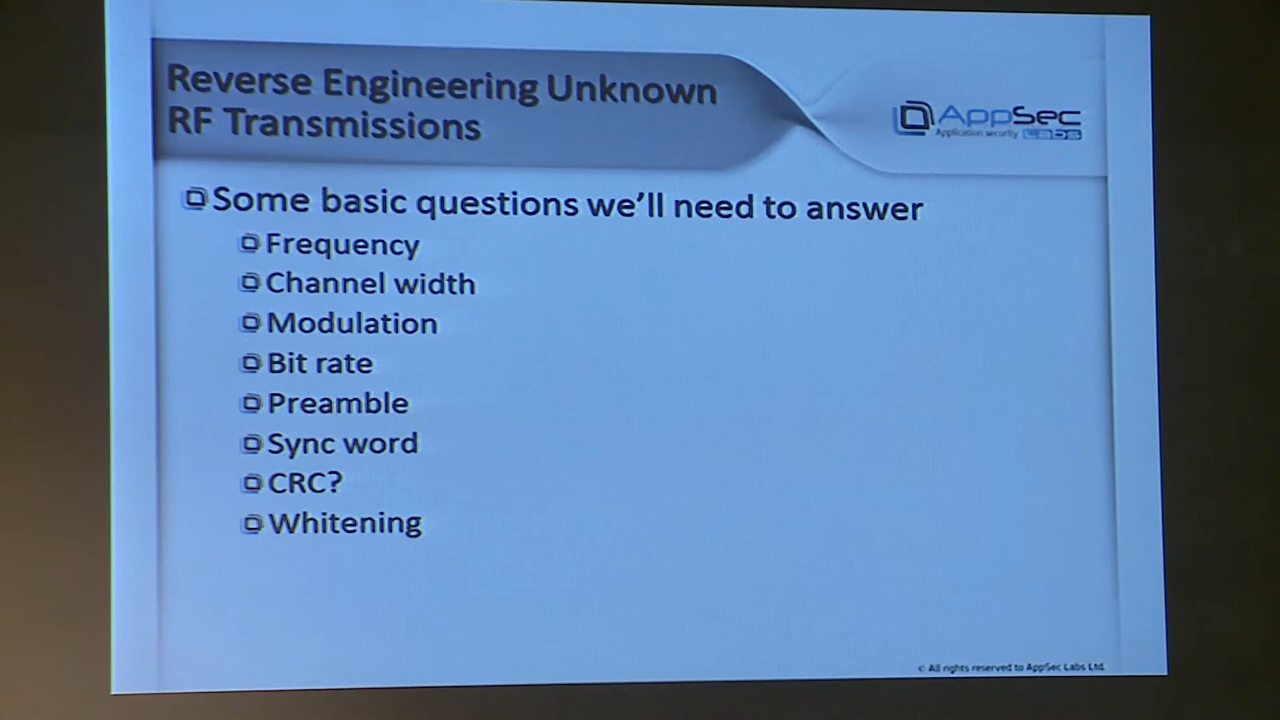 Reverse Engineering Unknown
RF Transmissions
AppSec
Application security LABS
Some basic questions we'll need to answer
Frequency
Channel width
Modulation
Bit rate
Preamble
Sync word
CRC?
Whitening
© All rights reserved to AppSec Labs Ltd.